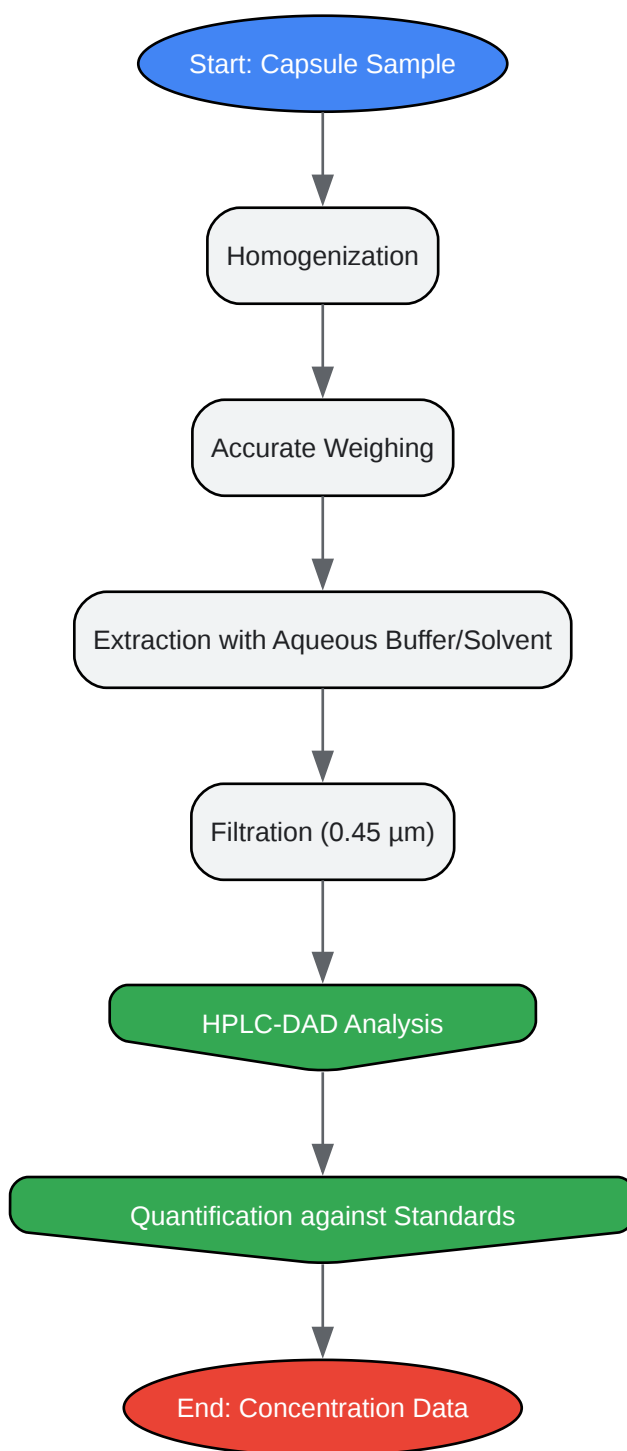 Start: Capsule Sample
Homogenization
Accurate Weighing
Extraction with Aqueous Buffer/Solvent
Filtration (0.45 µm)
HPLC-DAD Analysis
Quantification against Standards
End: Concentration Data